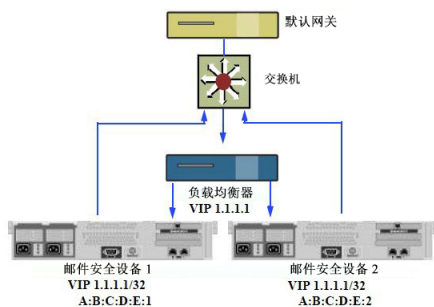 默认网关
交换机
负载均衡器
VIP 1.1.1.1
邮件安全设备 1
VIP 1.1.1.1/32
A:B:C:D:E:1
邮件安全设备 2
VIP 1.1.1.1/32
A:B:C:D:E:2